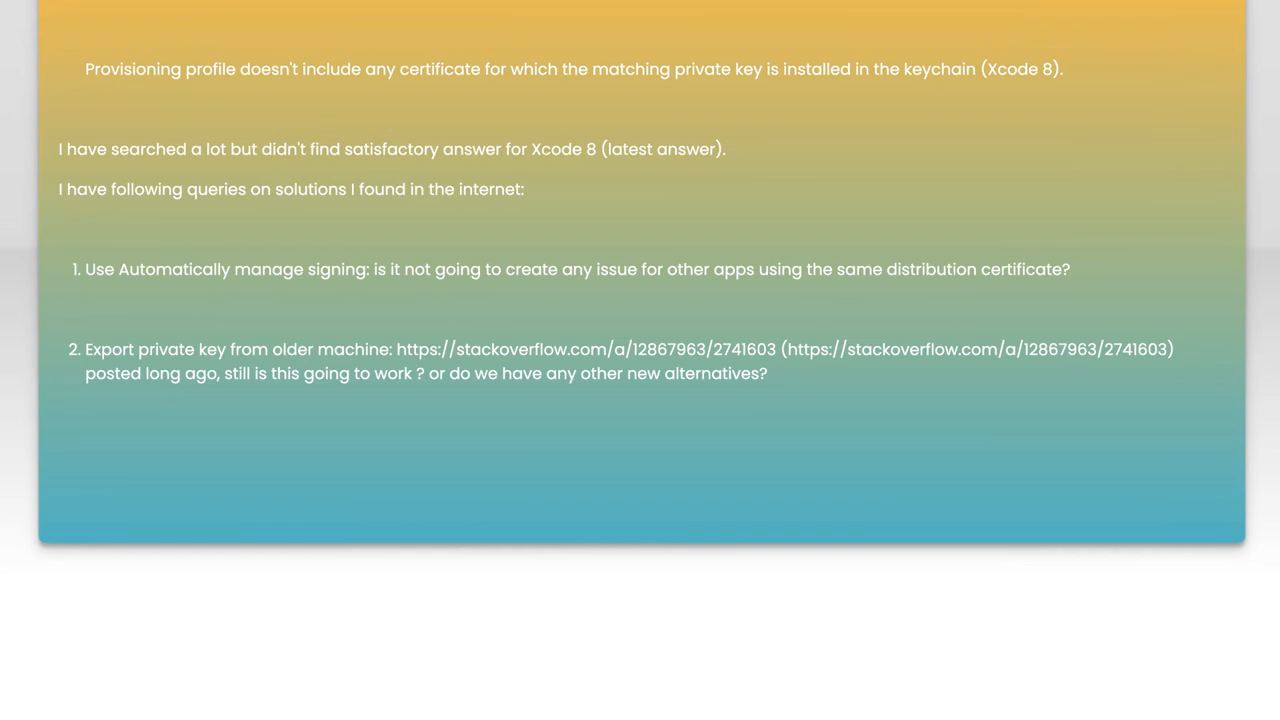 Provisioning profile doesn't include any certificate for which the matching private key is installed in the keychain (Xcode 8).
I have searched a lot but didn't find satisfactory answer for Xcode 8 (latest answer).
I have following queries on solutions I found in the internet:
1. Use Automatically manage signing: is it not going to create any issue for other apps using the same distribution certificate?
2. Export private key from older machine: https://stackoverflow.com/a/12867963/2741603 (https://stackoverflow.com/a/12867963/2741603)
posted long ago, still is this going to work ? or do we have any other new alternatives?